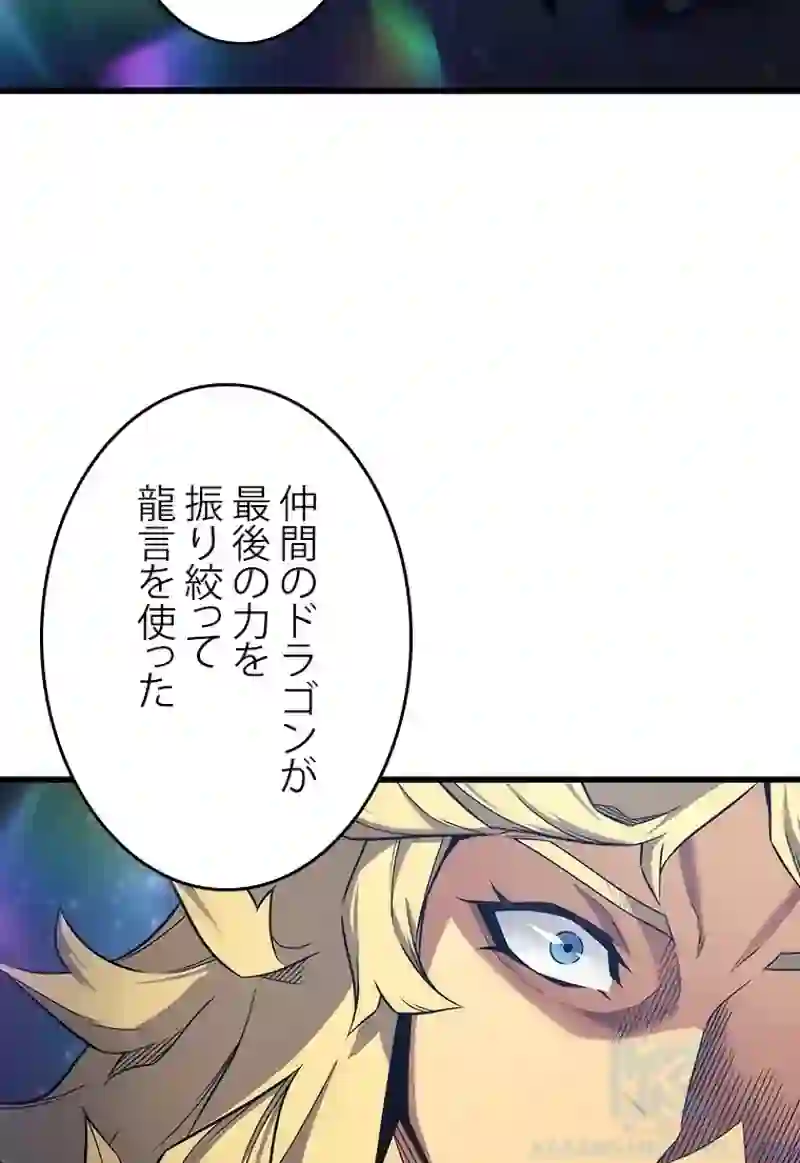 仲間のドラゴンが
最後の力を
振り絞って
龍言を使った